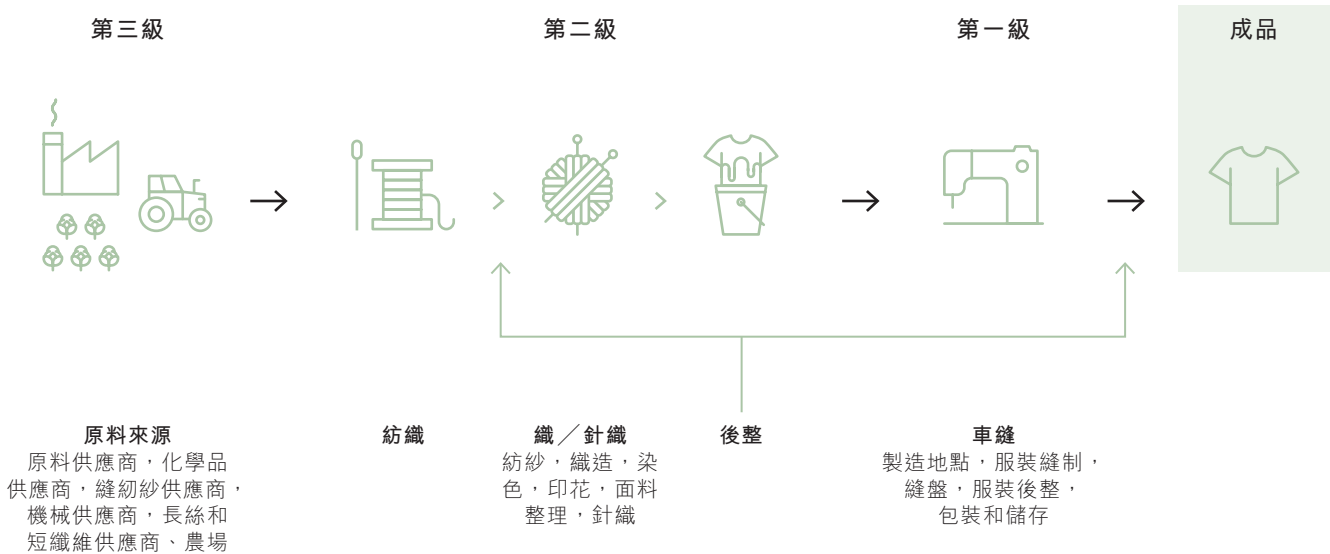 第三級
第二級
第一級
成品
原料來源
原料供應商，化學品
供應商，縫紉紗供應商，
機械供應商，長絲和
短纖維供應商、農場
紡織
織／針織
紡紗，織造，染
色，印花，面料
整理，針織
後整
車縫
製造地點，服裝縫制，
縫盤，服裝後整，
包裝和儲存